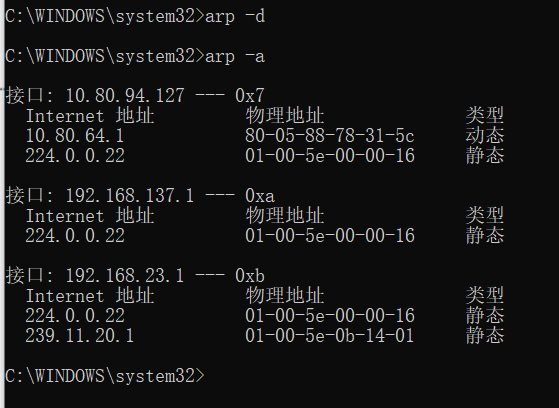 C:\WINDOWS\system32>arp -d
C:\WINDOWS\system32>arp -a
接口: 10.80.94.127 --- 0x7
Internet 地址 物理地址 类型
10.80.64.1 80-05-88-78-31-5c 动态
224.0.0.22 01-00-5e-00-00-16 静态
接口: 192.168.137.1 --- 0xa
Internet 地址 物理地址 类型
224.0.0.22 01-00-5e-00-00-16 静态
接口: 192.168.23.1 --- 0xb
Internet 地址 物理地址 类型
224.0.0.22 01-00-5e-00-00-16 静态
239.11.20.1 01-00-5e-0b-14-01 静态
C:\WINDOWS\system32>